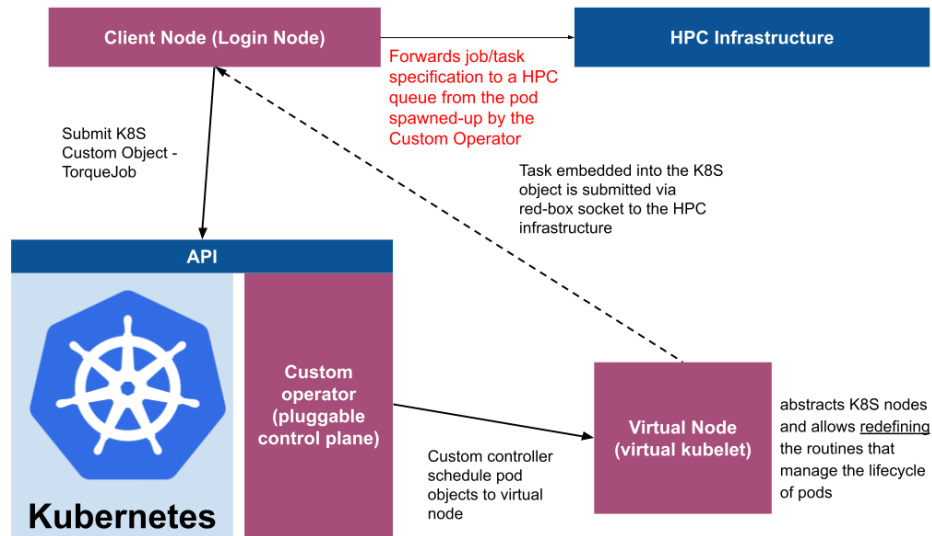 Client Node (Login Node)
HPC Infrastructure
Forwards job/task
specification to a HPC
queue from the pod
spawned-up by the
Custom Operator
Submit K8S
Custom Object -
TorqueJob
Task embedded into the K8S
object is submitted via
red-box socket to the HPC
infrastructure
API
Kubernetes
Custom
operator
(pluggable
control plane)
Custom controller
schedule pod
objects to virtual
node
Virtual Node
(virtual kubelet)
abstracts K8S nodes
and allows redefining
the routines that
manage the lifecycle
of pods